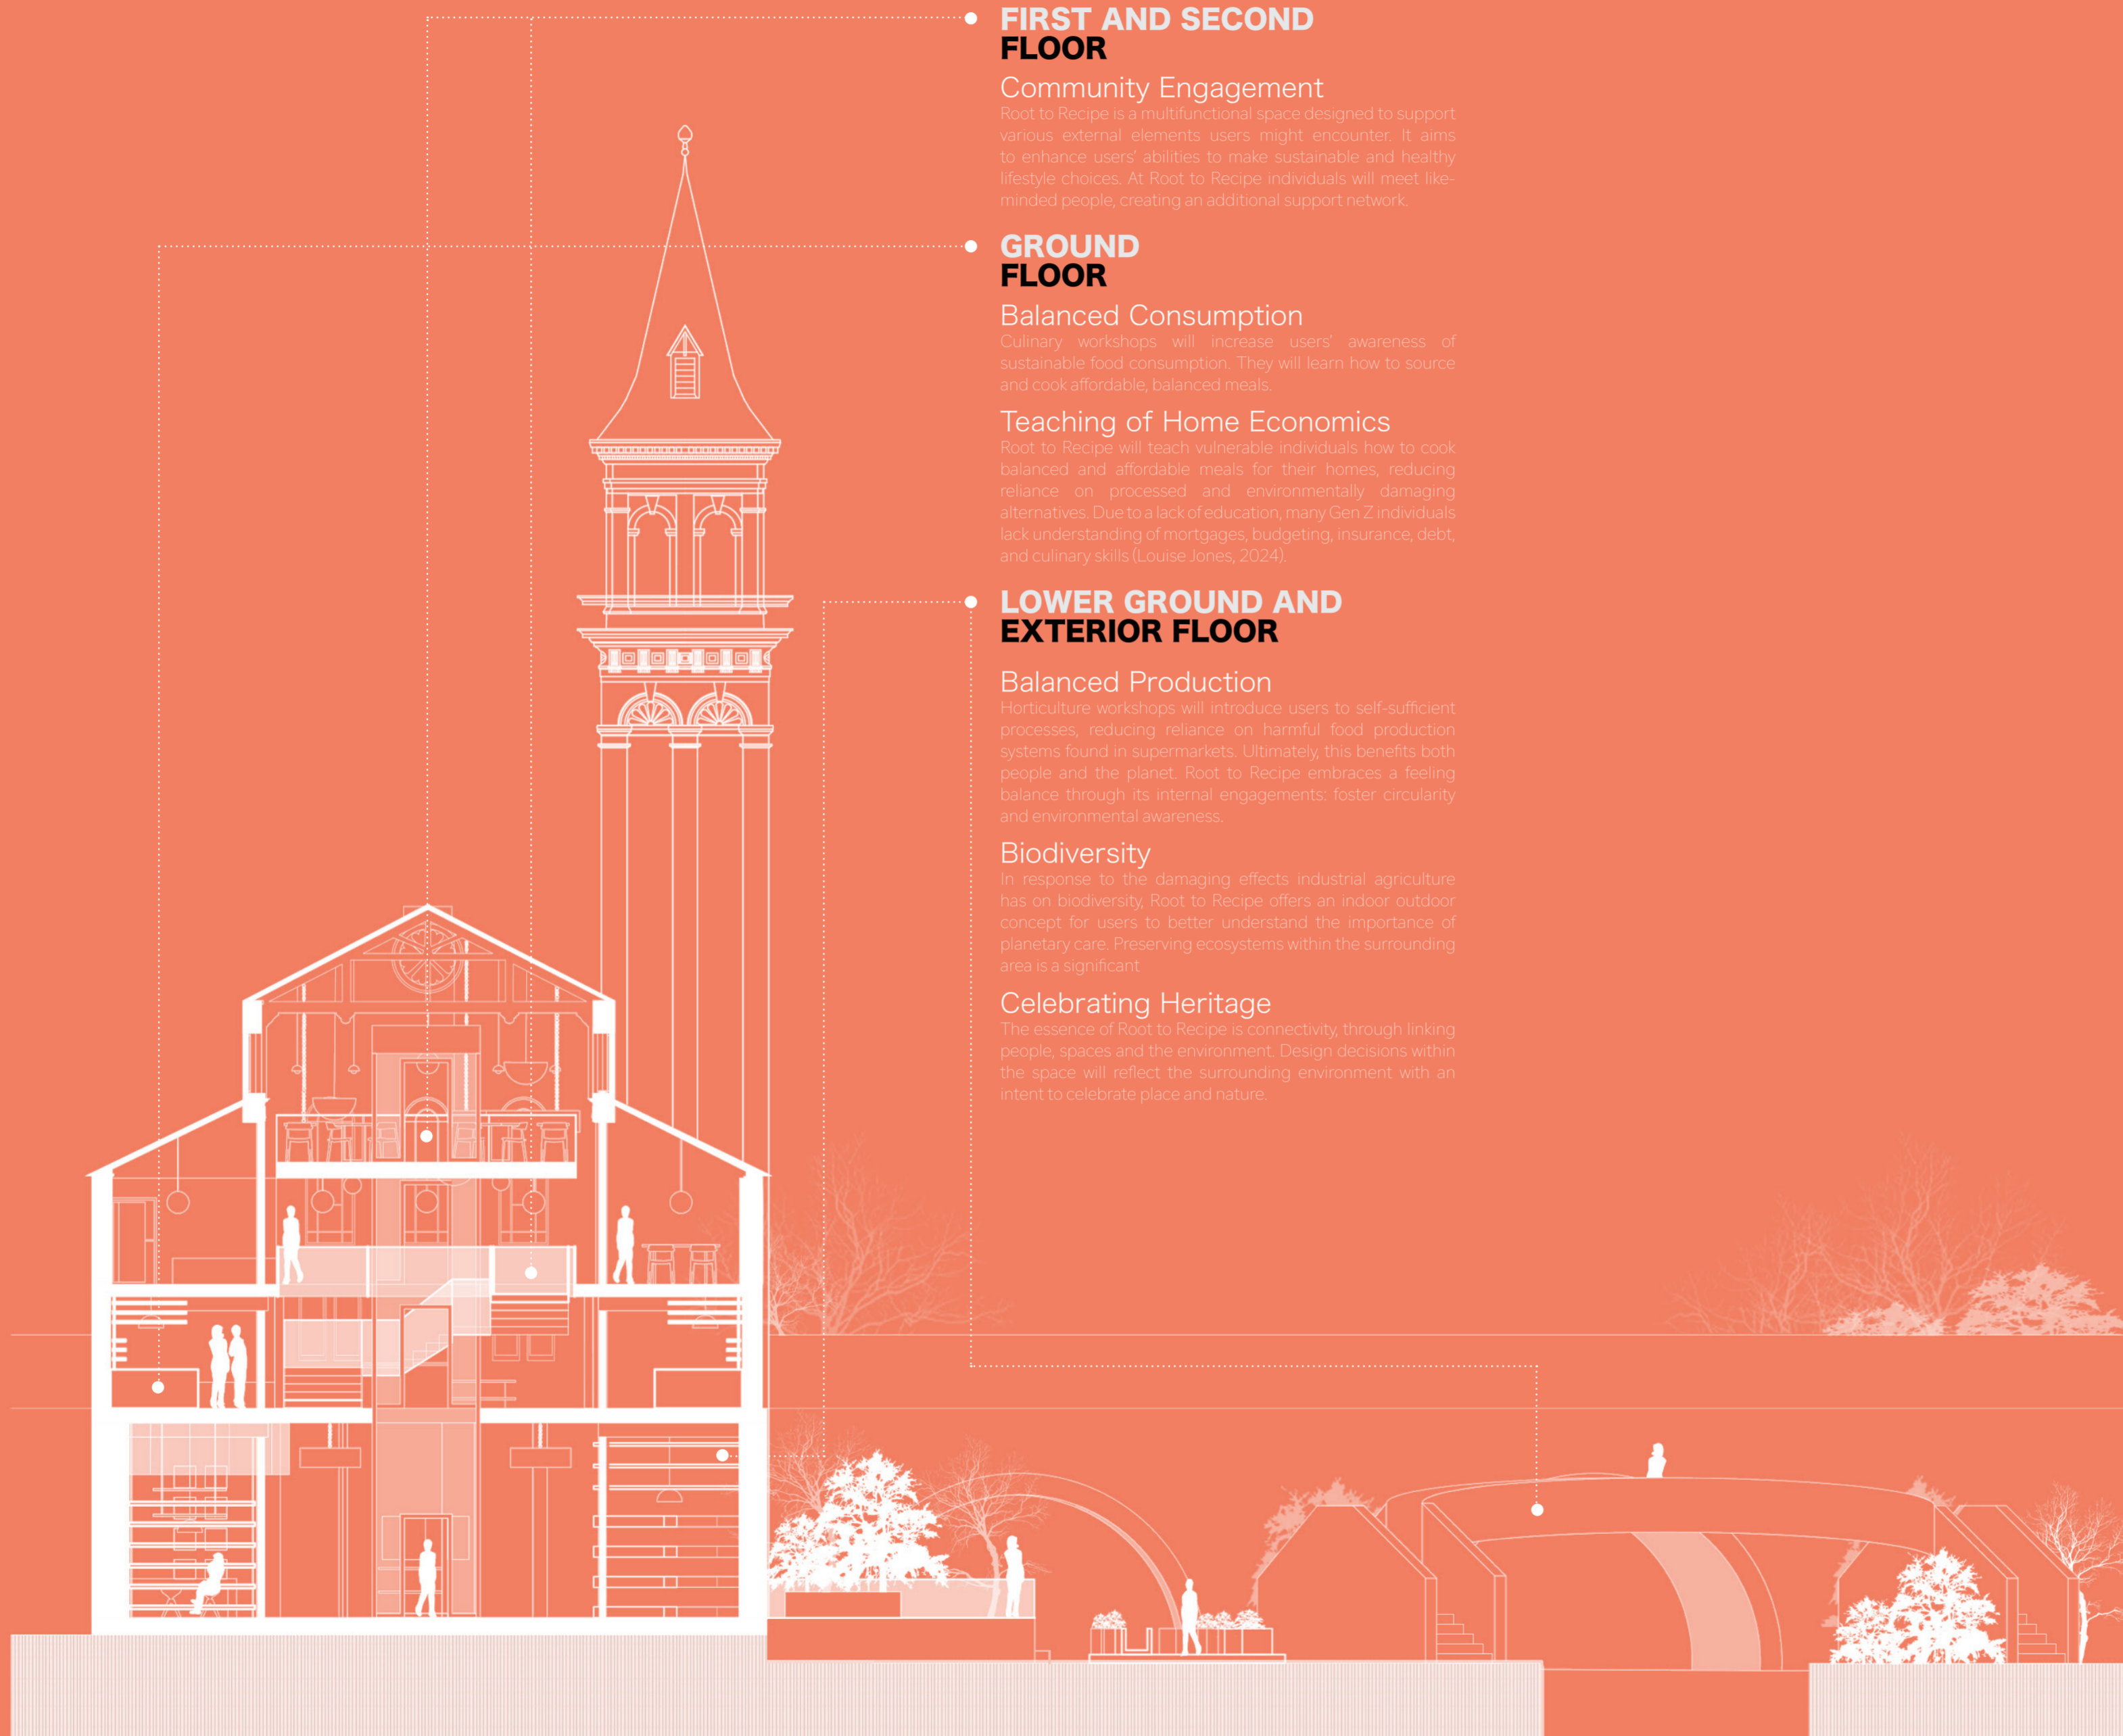 FIRST AND SECOND
FLOOR
Community Engagement
Root to Recipe is a multifunctional space designed to support
various external elements users might encounter. It aims
to enhance users' abilities to make sustainable and healthy
lifestyle choices. At Root to Recipe individuals will meet like-
minded people, creating an additional support network.
GROUND
FLOOR
Balanced Consumption
Culinary workshops will increase users' awareness of
sustainable food consumption. They will learn how to source
and cook affordable, balanced meals.
Teaching of Home Economics
Root to Recipe will teach vulnerable individuals how to cook
balanced and affordable meals for their homes, reducing
reliance on processed and environmentally damaging
alternatives. Due to a lack of education, many Gen Z individuals
lack understanding of mortgages, budgeting, insurance, debt,
and culinary skills (Louise Jones, 2024).
LOWER GROUND AND
EXTERIOR FLOOR
Balanced Production
Horticulture workshops will introduce users to self-sufficient
processes, reducing reliance on harmful food production
systems found in supermarkets. Ultimately, this benefits both
people and the planet. Root to Recipe embraces a feeling
balance through its internal engagements: foster circularity
and environmental awareness.
Biodiversity
In response to the damaging effects industrial agriculture
has on biodiversity, Root to Recipe offers an indoor outdoor
concept for users to better understand the importance of
planetary care. Preserving ecosystems within the surrounding
area is a significant
Celebrating Heritage
The essence of Root to Recipe is connectivity, through linking
people, spaces and the environment. Design decisions within
the space will reflect the surrounding environment with an
intent to celebrate place and nature.